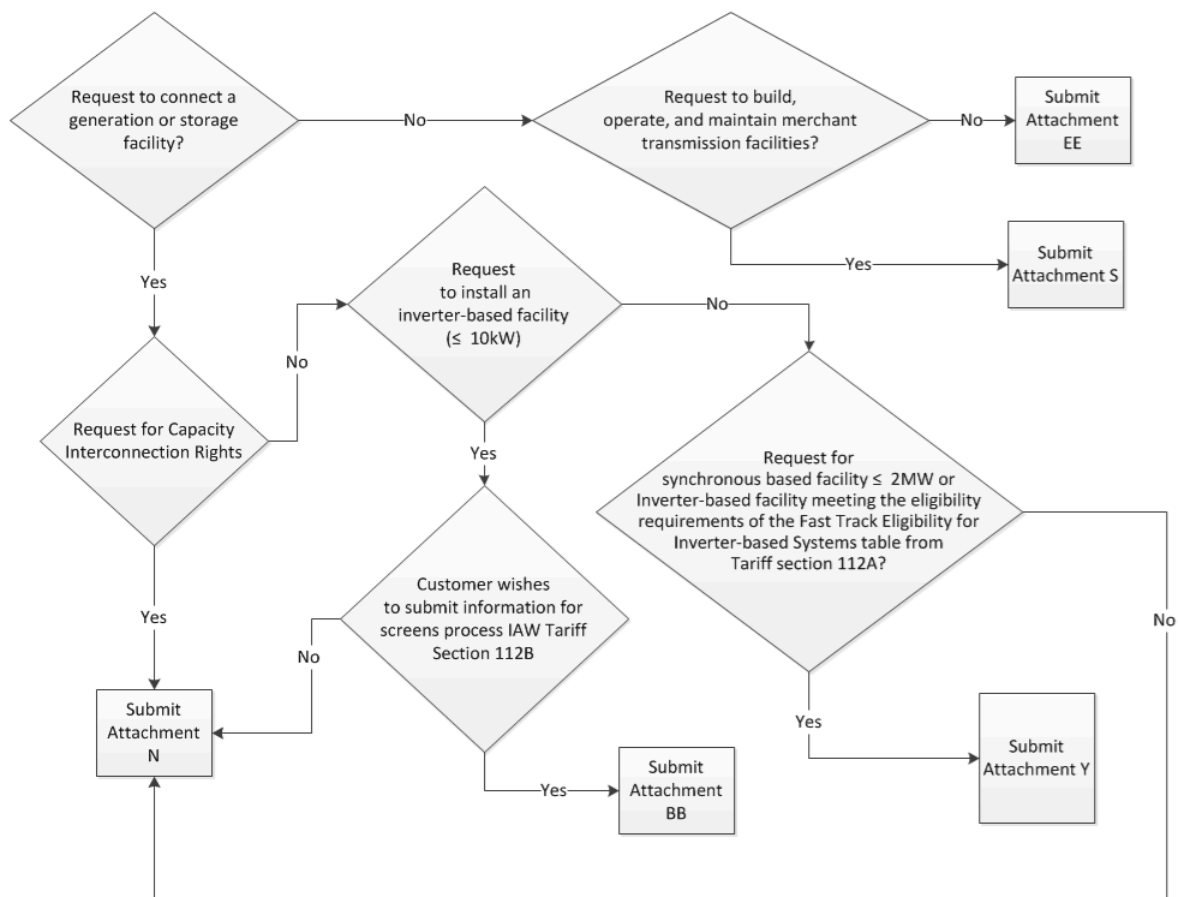 Request to connect a
generation or storage
facility?
No
Request to build,
operate, and maintain merchant
transmission facilities?
No
Submit
Attachment
EE
Yes
Submit
Attachment S
Yes
Request
to install an
inverter-based facility
(≤ 10kW)
No
No
Request for Capacity
Interconnection Rights
Yes
Request for
synchronous based facility ≤ 2MW or
Inverter-based facility meeting the eligibility
requirements of the Fast Track Eligibility for
Inverter-based Systems table from
Tariff section 112A?
Customer wishes
to submit information for
screens process IAW Tariff
Section 112B
Yes
No
No
Submit
Attachment
N
Yes
Submit
Attachment Y
Yes
Submit
Attachment
BB